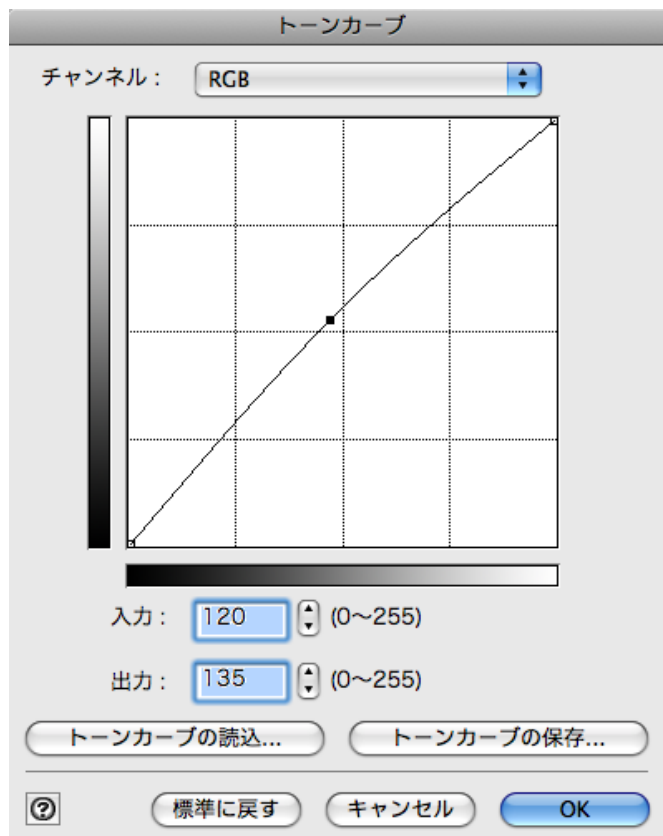 トーンカーブ
チャンネル： RGB
入力： 120 (0〜255)
出力： 135 (0〜255)
トーンカーブの読込... トーンカーブの保存...
? 標準に戻す キャンセル OK